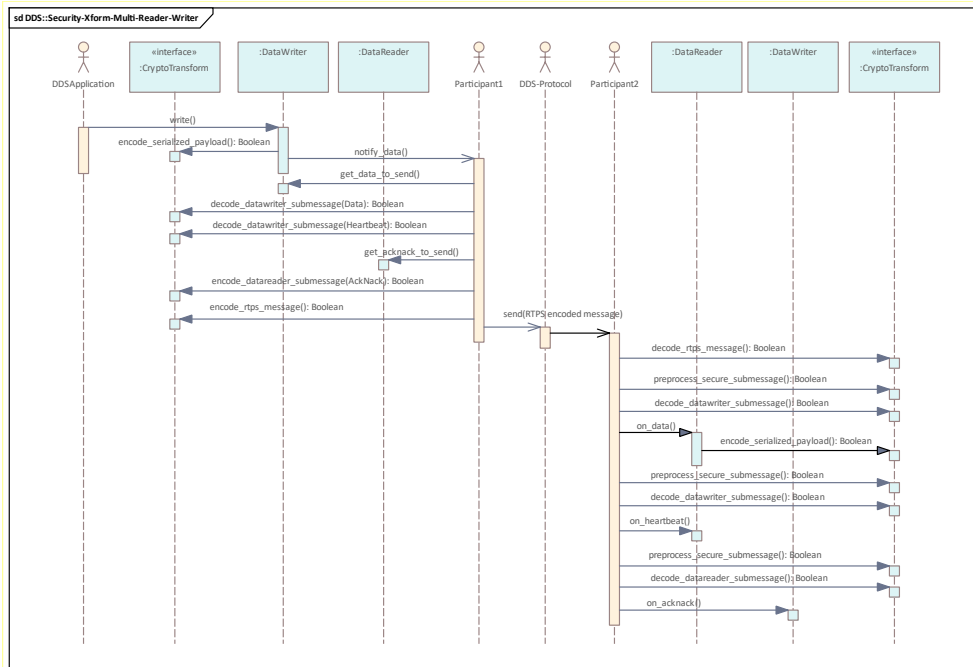 sd DDS::Security-Xform-Multi-Reader-Writer
DDSApplication
«interface»
:CryptoTransform
:DataWriter
:DataReader
Participant1
DDS-Protocol
Participant2
:DataReader
:DataWriter
«interface»
:CryptoTransform
write()
encode_serialized_payload(): Boolean
notify_data()
get_data_to_send()
decode_datawriter_submessage(Data): Boolean
decode_datawriter_submessage(Heartbeat): Boolean
get_acknack_to_send()
encode_datareader_submessage(AckNack): Boolean
encode_rtps_message(): Boolean
send(RTPS encoded message)
decode_rtps_message(): Boolean
preprocess_secure_submessage(): Boolean
decode_datawriter_submessage(): Boolean
on_data()
encode_serialized_payload(): Boolean
preprocess_secure_submessage(): Boolean
decode_datawriter_submessage(): Boolean
on_heartbeat()
preprocess_secure_submessage(): Boolean
decode_datareader_submessage(): Boolean
on_acknack()